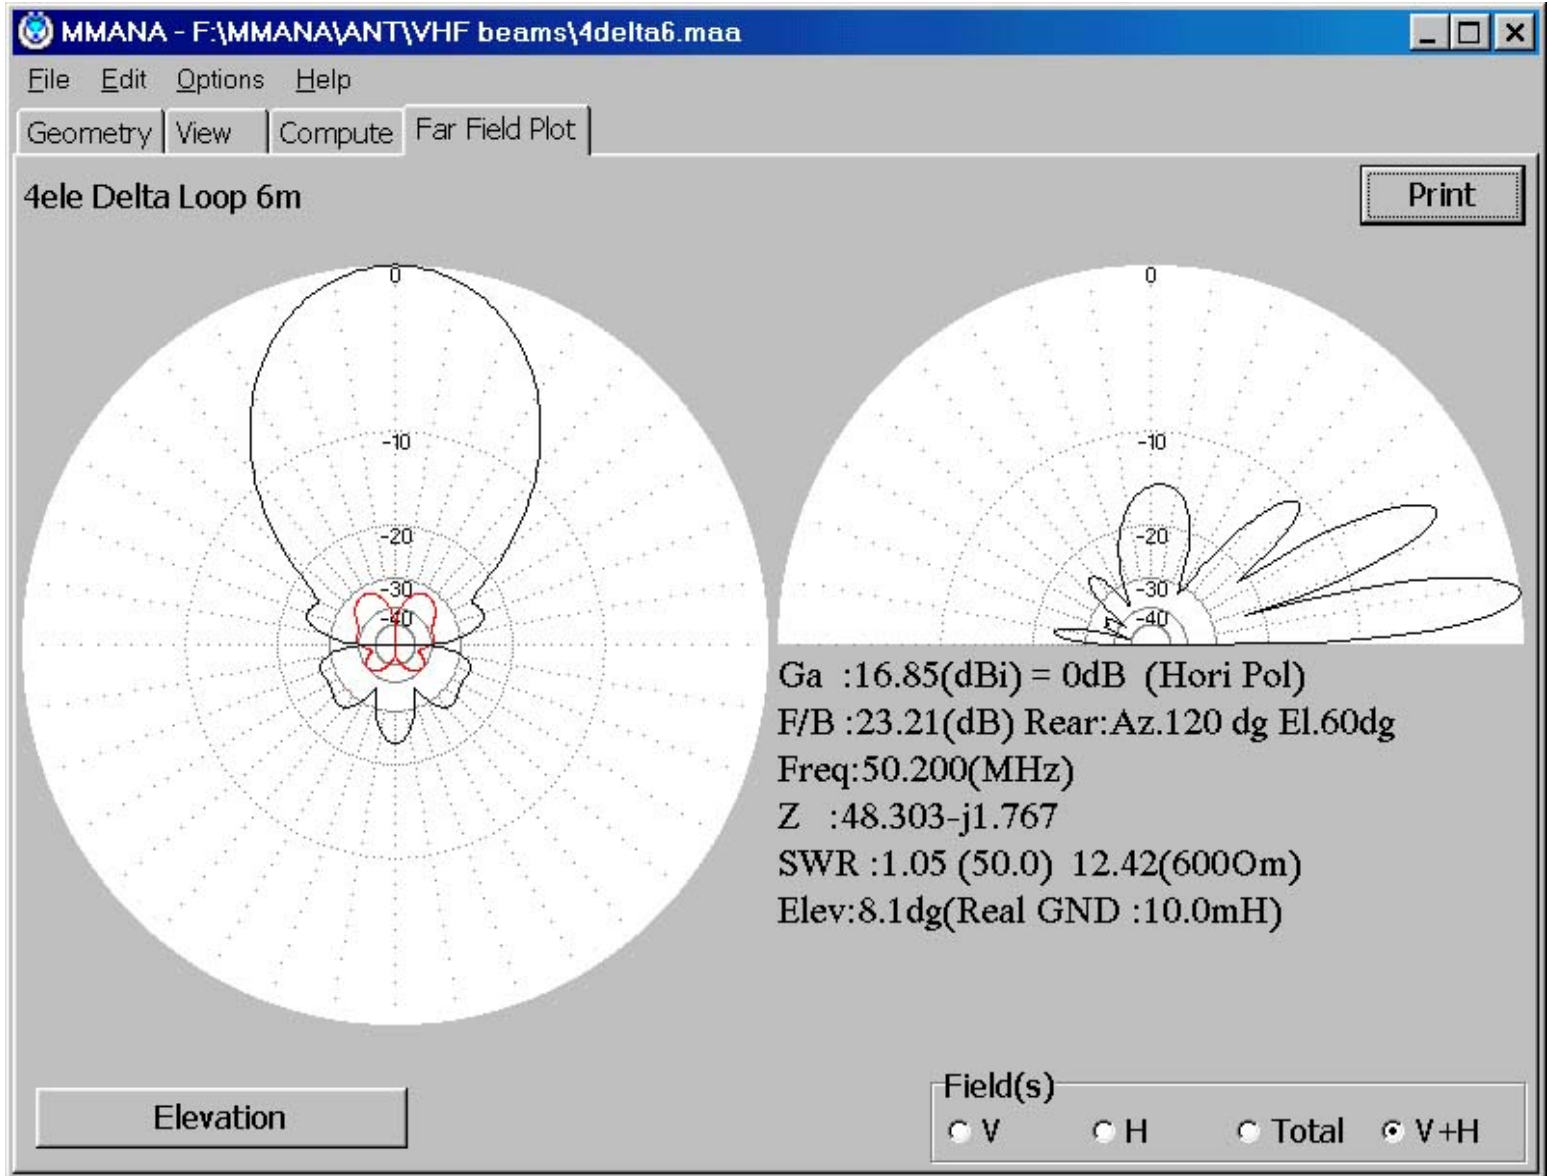 MMANA - F:\MMANA\ANT\VHF beams\4delta6.maa
File Edit Options Help
Geometry View Compute Far Field Plot
4ele Delta Loop 6m
Print
0
-10
-20
-30
-40
0
-10
-20
-30
-40
Ga :16.85(dBi) = 0dB (Hori Pol)
F/B :23.21(dB) Rear:Az.120 dg El.60dg
Freq:50.200(MHz)
Z :48.303-j1.767
SWR :1.05 (50.0) 12.42(600Om)
Elev:8.1dg(Real GND :10.0mH)
Elevation
Field(s)
V H Total V+H